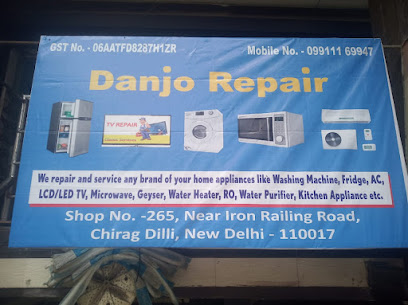 GST No. - 06AATFD8287H1ZR
Mobile No. - 09911 69947
Danjo Repair
TV REPAIR
We repair and service any brand of your home appliances like Washing Machine, Fridge, AC,
LCD/LED TV, Microwave, Geyser, Water Heater, RO, Water Purifier, Kitchen Appliance etc.
Shop No. -265, Near Iron Railing Road,
Chirag Dilli, New Delhi - 110017